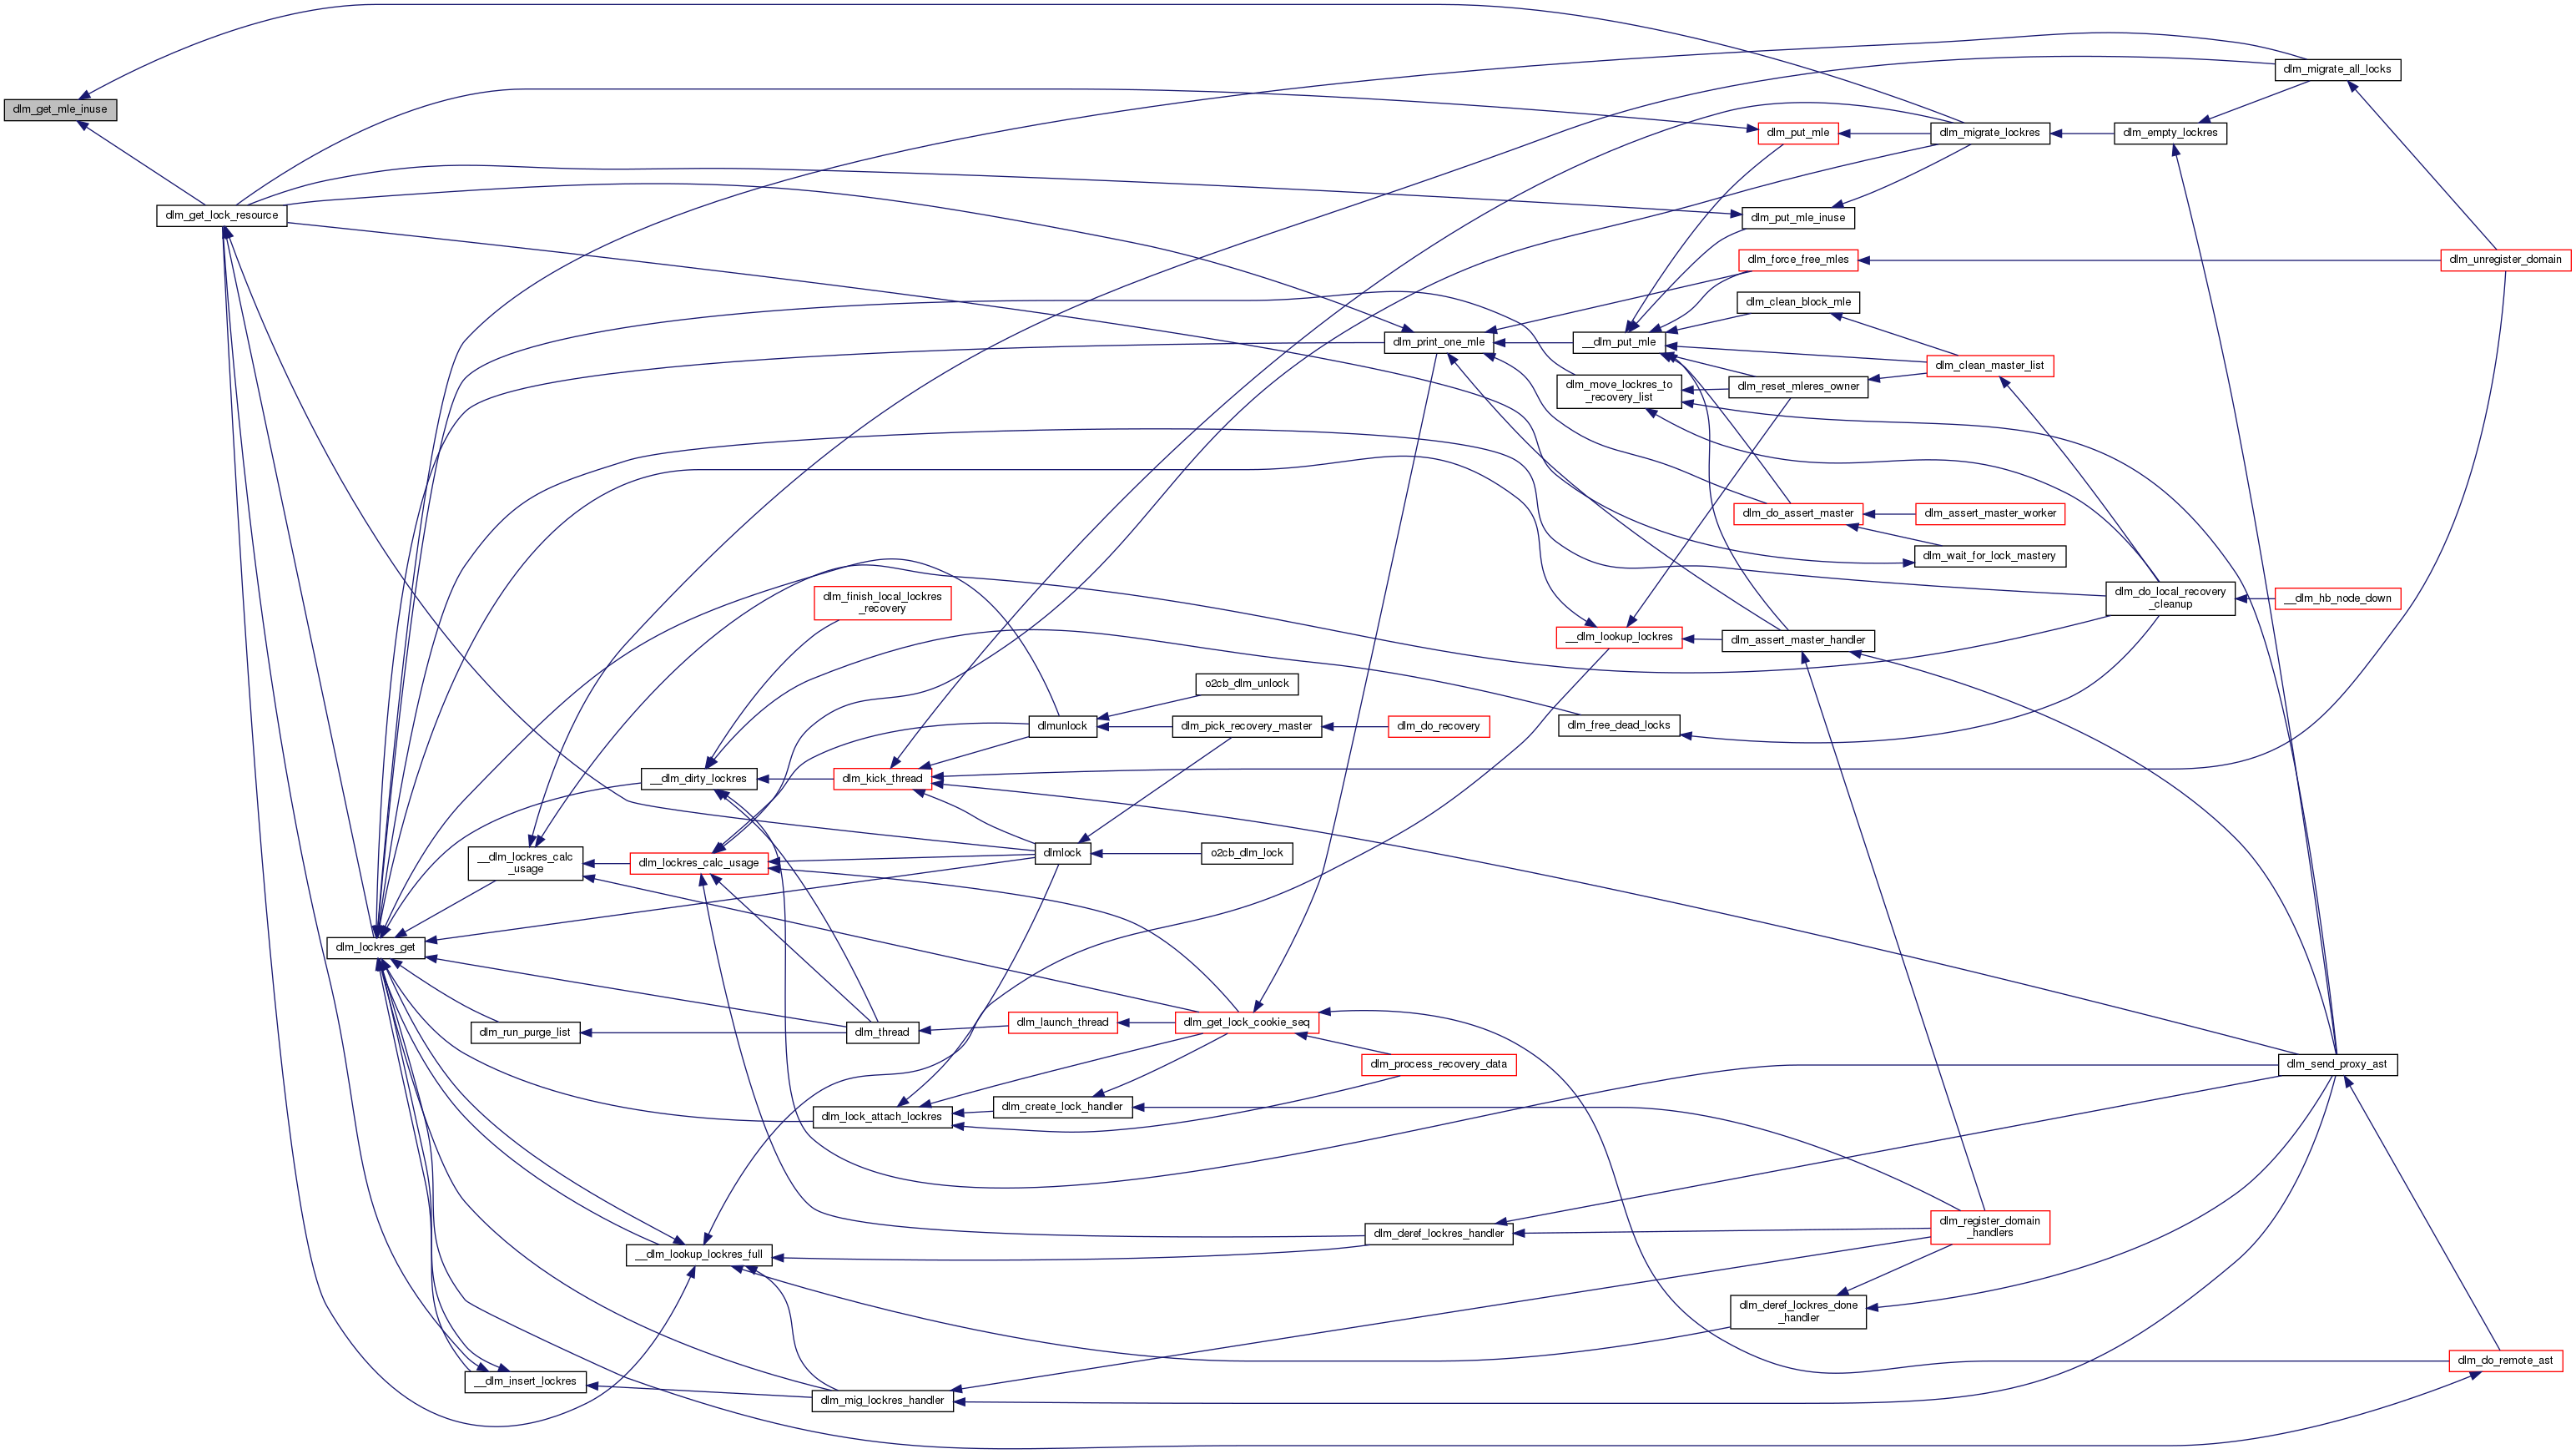 dlm_migrate_all_locks
dlm_get_mle_inuse
dlm_put_mle
dlm_migrate_lockres
dlm_empty_lockres
dlm_get_lock_resource
dlm_put_mle_inuse
dlm_force_free_mles
dlm_unregister_domain
dlm_clean_block_mle
dlm_print_one_mle
__dlm_put_mle
dlm_clean_master_list
dlm_move_lockres_to
_recovery_list
dlm_reset_mleres_owner
dlm_do_assert_master
dlm_assert_master_worker
dlm_wait_for_lock_mastery
dlm_finish_local_lockres
_recovery
dlm_do_local_recovery
_cleanup
__dlm_hb_node_down
__dlm_lookup_lockres
dlm_assert_master_handler
o2cb_dlm_unlock
dlmunlock
dlm_pick_recovery_master
dlm_do_recovery
dlm_free_dead_locks
__dlm_dirty_lockres
dlm_kick_thread
__dlm_lockres_calc
_usage
dlm_lockres_calc_usage
dlmlock
o2cb_dlm_lock
dlm_lockres_get
dlm_run_purge_list
dlm_thread
dlm_launch_thread
dlm_get_lock_cookie_seq
dlm_process_recovery_data
dlm_send_proxy_ast
dlm_lock_attach_lockres
dlm_create_lock_handler
dlm_register_domain
_handlers
dlm_deref_lockres_handler
__dlm_lookup_lockres_full
dlm_deref_lockres_done
_handler
dlm_do_remote_ast
__dlm_insert_lockres
dlm_mig_lockres_handler